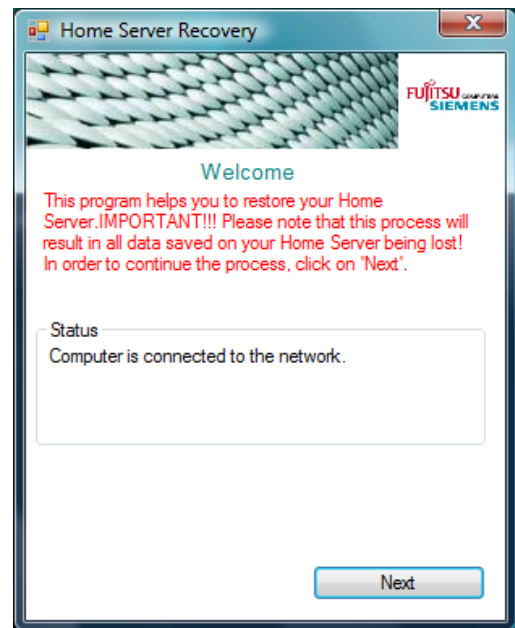 Home Server Recovery
FUJITSU COMPUTERS
SIEMENS
Welcome
This program helps you to restore your Home
Server.IMPORTANT!!! Please note that this process will
result in all data saved on your Home Server being lost!
In order to continue the process, click on 'Next'.
Status
Computer is connected to the network.
Next